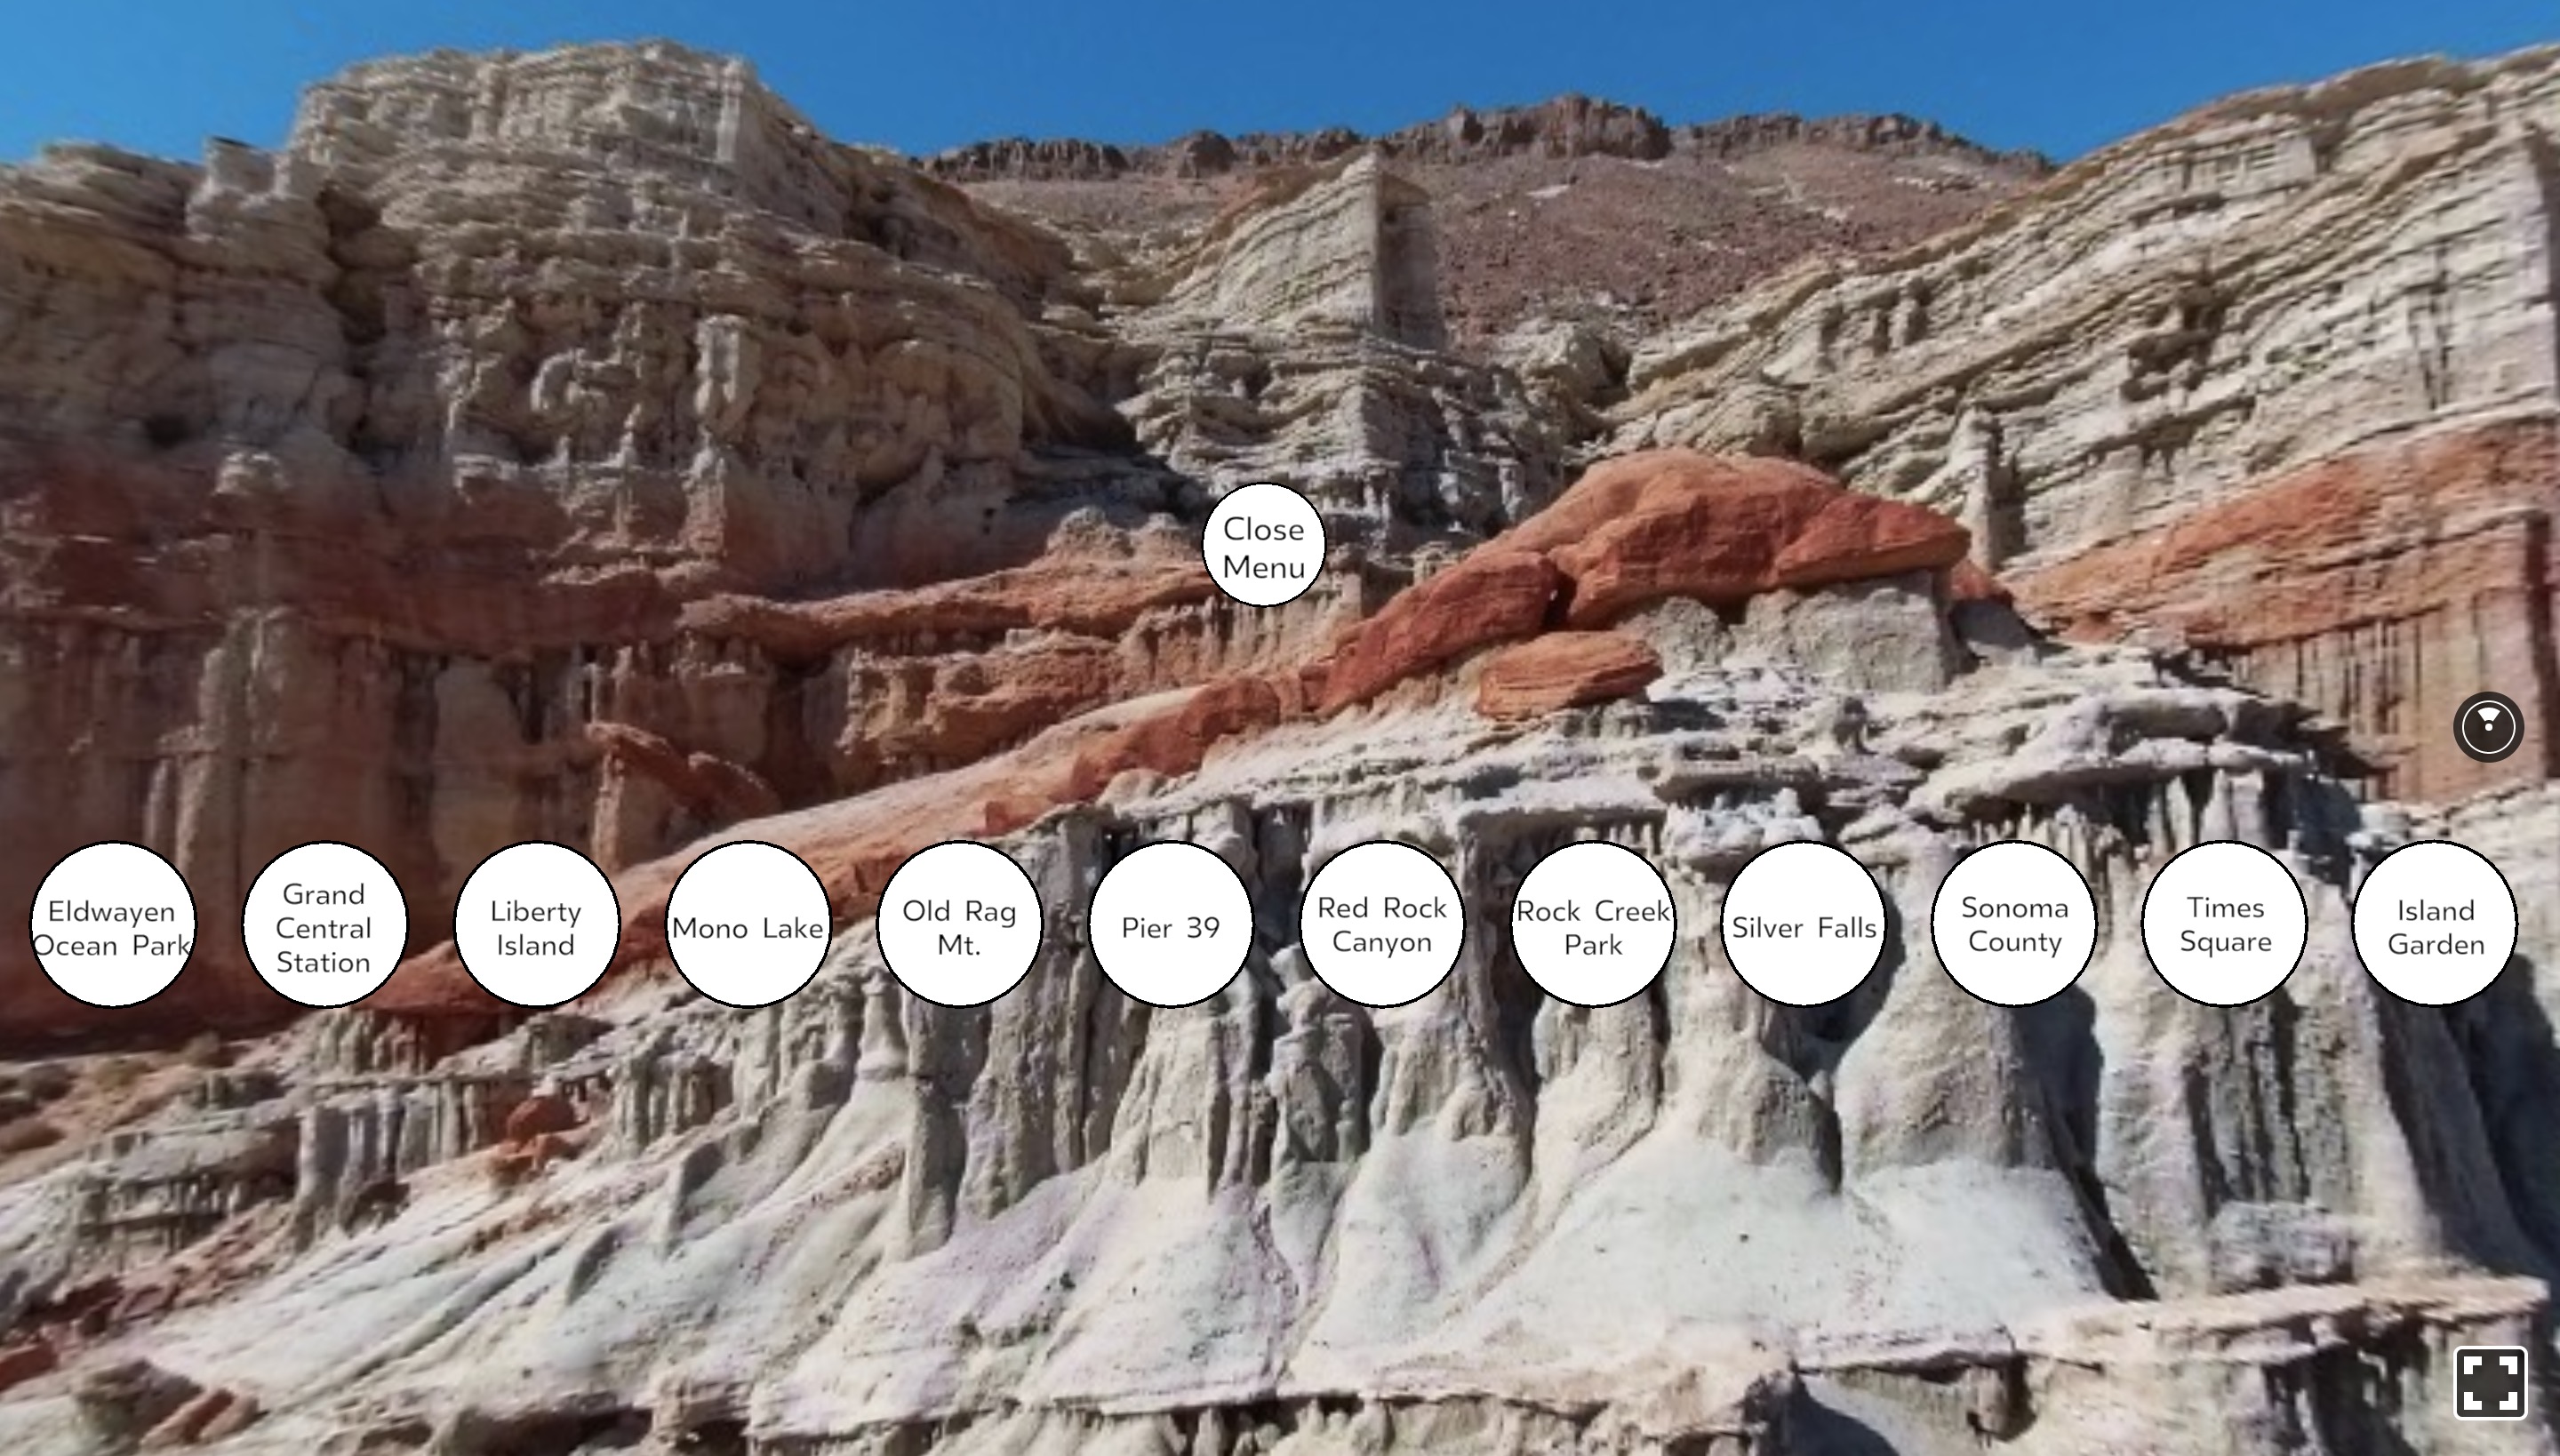 Close
Menu
Eldwayen
Ocean Park
Grand
Central
Station
Liberty
Island
Mono Lake
Old Rag
Mt.
Pier 39
Red Rock
Canyon
Rock Creek
Park
Silver Falls
Sonoma
County
Times
Square
Island
Garden